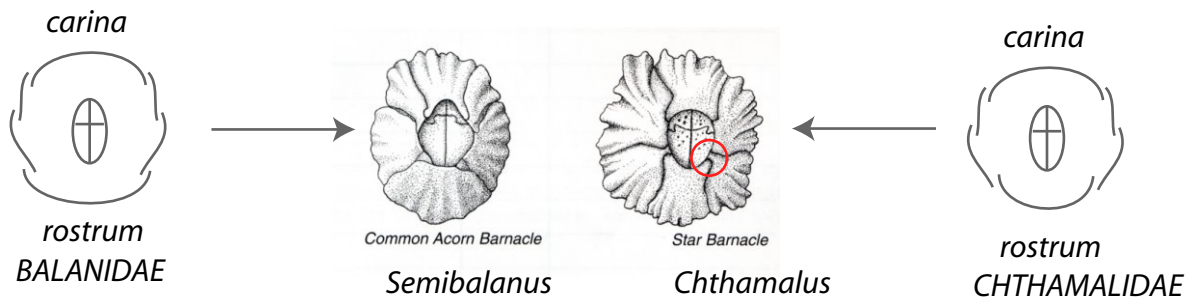 carina
rostrum
BALANIDAE
Common Acorn Barnacle
Semibalanus
Star Barnacle
Chthamalus
carina
rostrum
CHTHAMALIDAE